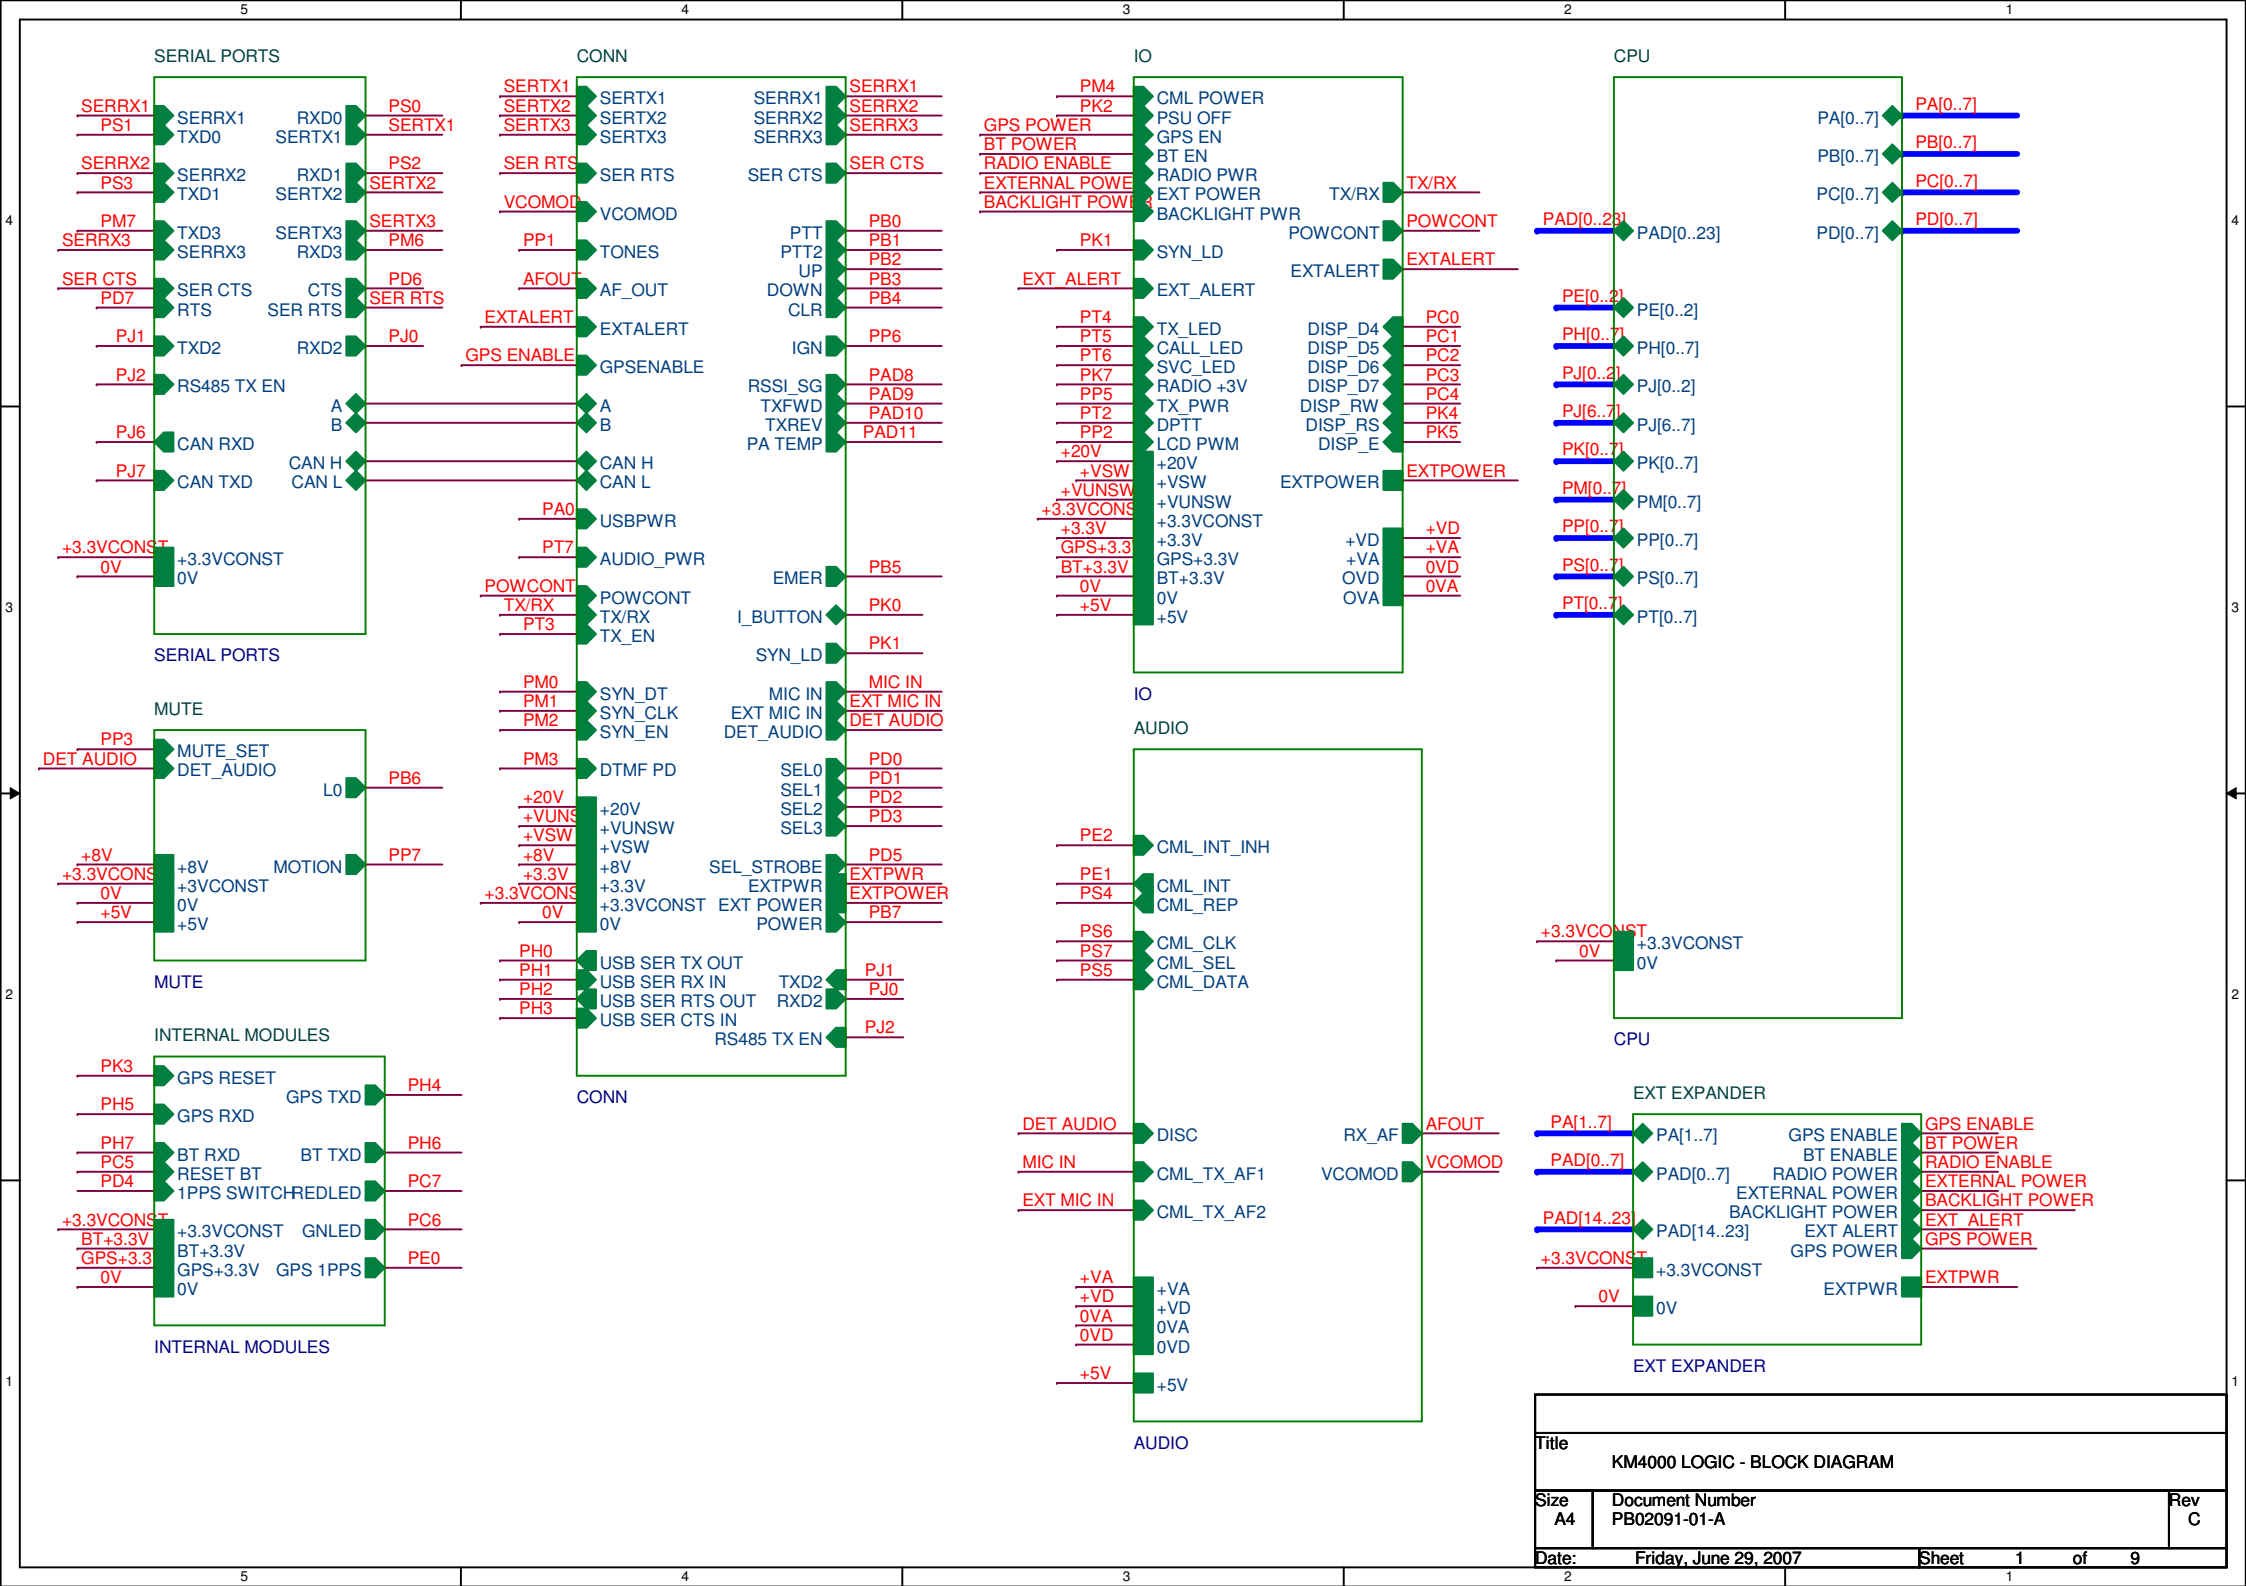 5 4 3 2 1
SERIAL PORTS
SERRX1 SERRX1 RXD0 PS0
PS1 TXD0 SERTX1 SERTX1
SERRX2 SERRX2 RXD1 PS2
PS3 TXD1 SERTX2 SERTX2
PM7 TXD3 SERTX3 SERTX3
SERRX3 SERRX3 RXD3 PM6
SER CTS SER CTS CTS PD6
PD7 RTS SER RTS SER RTS
PJ1 TXD2 RXD2 PJ0
PJ2 RS485 TX EN
A
B
PJ6 CAN RXD
CAN H
PJ7 CAN TXD CAN L
+3.3VCONST +3.3VCONST
0V 0V
SERIAL PORTS
MUTE
PP3 MUTE_SET
DET AUDIO DET_AUDIO
L0 PB6
+8V +8V MOTION PP7
+3.3VCONS +3VCONST
0V 0V
+5V +5V
MUTE
INTERNAL MODULES
PK3 GPS RESET
GPS TXD PH4
PH5 GPS RXD
PH7 BT RXD BT TXD PH6
PC5 RESET BT
PD4 1PPS SWITCH REDLED PC7
+3.3VCONST +3.3VCONST GNLED PC6
BT+3.3V BT+3.3V
GPS+3.3 GPS+3.3V GPS 1PPS PE0
0V 0V
INTERNAL MODULES
CONN
SERTX1 SERTX1 SERRX1 SERRX1
SERTX2 SERTX2 SERRX2 SERRX2
SERTX3 SERTX3 SERRX3 SERRX3
SER RTS SER RTS SER CTS SER CTS
VCOMOD VCOMOD
PTT PB0
PP1 TONES PTT2 PB1
UP PB2
AFOUT AF_OUT DOWN PB3
CLR PB4
EXTALERT EXTALERT
IGN PP6
GPS ENABLE GPSENABLE
RSSI_SG PAD8
A TXFWD PAD9
B TXREV PAD10
PA TEMP PAD11
CAN H
CAN L
PA0 USBPWR
PT7 AUDIO_PWR
EMER PB5
POWCONT POWCONT
TX/RX TX/RX I_BUTTON PK0
PT3 TX_EN
SYN_LD PK1
PM0 SYN_DT MIC IN MIC IN
PM1 SYN_CLK EXT MIC IN EXT MIC IN
PM2 SYN_EN DET_AUDIO DET AUDIO
PM3 DTMF PD SEL0 PD0
SEL1 PD1
+20V +20V SEL2 PD2
+VUNS +VUNSW SEL3 PD3
+VSW +VSW
+8V +8V SEL_STROBE PD5
+3.3V +3.3V EXTPWR EXTPWR
+3.3VCONS +3.3VCONST EXT POWER EXTPOWER
0V 0V POWER PB7
PH0 USB SER TX OUT
PH1 USB SER RX IN TXD2 PJ1
PH2 USB SER RTS OUT RXD2 PJ0
PH3 USB SER CTS IN
RS485 TX EN PJ2
CONN
IO
PM4 CML POWER
PK2 PSU OFF
GPS POWER GPS EN
BT POWER BT EN
RADIO ENABLE RADIO PWR
EXTERNAL POWE EXT POWER TX/RX TX/RX
BACKLIGHT POWER BACKLIGHT PWR
POWCONT POWCONT
PK1 SYN_LD
EXTALERT EXTALERT
EXT_ALERT EXT_ALERT
PT4 TX_LED DISP_D4 PC0
PT5 CALL_LED DISP_D5 PC1
PT6 SVC_LED DISP_D6 PC2
PK7 RADIO +3V DISP_D7 PC3
PP5 TX_PWR DISP_RW PC4
PT2 DPTT DISP_RS PK4
PP2 LCD PWM DISP_E PK5
+20V +20V
+VSW +VSW EXTPOWER EXTPOWER
+VUNSW +VUNSW
+3.3VCONS +3.3VCONST
+3.3V +3.3V +VD +VD
GPS+3.3 GPS+3.3V +VA +VA
BT+3.3V BT+3.3V OVD 0VD
0V 0V OVA 0VA
+5V +5V
IO
AUDIO
PE2 CML_INT_INH
PE1 CML_INT
PS4 CML_REP
PS6 CML_CLK
PS7 CML_SEL
PS5 CML_DATA
DET AUDIO DISC RX_AF AFOUT
MIC IN CML_TX_AF1 VCOMOD VCOMOD
EXT MIC IN CML_TX_AF2
+VA +VA
+VD +VD
0VA 0VA
0VD 0VD
+5V +5V
AUDIO
CPU
PA[0..7] PA[0..7]
PB[0..7] PB[0..7]
PC[0..7] PC[0..7]
PAD[0..23] PAD[0..23] PD[0..7] PD[0..7]
PE[0..2] PE[0..2]
PH[0..7] PH[0..7]
PJ[0..2] PJ[0..2]
PJ[6..7] PJ[6..7]
PK[0..7] PK[0..7]
PM[0..7] PM[0..7]
PP[0..7] PP[0..7]
PS[0..7] PS[0..7]
PT[0..7] PT[0..7]
+3.3VCONST +3.3VCONST
0V 0V
CPU
EXT EXPANDER
PA[1..7] PA[1..7] GPS ENABLE GPS ENABLE
BT ENABLE BT POWER
PAD[0..7] PAD[0..7] RADIO POWER RADIO ENABLE
EXTERNAL POWER EXTERNAL POWER
BACKLIGHT POWER BACKLIGHT POWER
PAD[14..23] PAD[14..23] EXT ALERT EXT_ALERT
GPS POWER GPS POWER
+3.3VCONST +3.3VCONST
EXTPWR EXTPWR
0V 0V
EXT EXPANDER
4 4
3 3
2 2
1 1
Title
KM4000 LOGIC - BLOCK DIAGRAM
Size Document Number Rev
A4 PB02091-01-A C
Date: Friday, June 29, 2007 Sheet 1 of 9
5 4 3 2 1